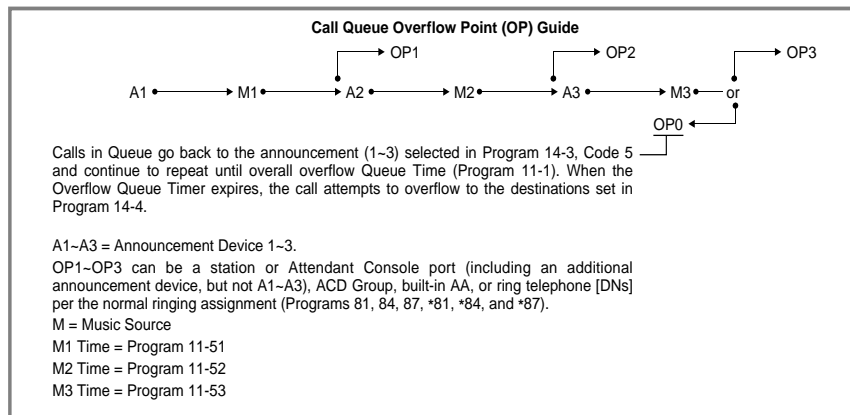 Call Queue Overflow Point (OP) Guide
OP1 OP2 OP3
A1 M1 A2 M2 A3 M3 or
OP0
Calls in Queue go back to the announcement (1~3) selected in Program 14-3, Code 5
and continue to repeat until overall overflow Queue Time (Program 11-1). When the
Overflow Queue Timer expires, the call attempts to overflow to the destinations set in
Program 14-4.
A1~A3 = Announcement Device 1~3.
OP1~OP3 can be a station or Attendant Console port (including an additional
announcement device, but not A1~A3), ACD Group, built-in AA, or ring telephone [DNs]
per the normal ringing assignment (Programs 81, 84, 87, *81, *84, and *87).
M = Music Source
M1 Time = Program 11-51
M2 Time = Program 11-52
M3 Time = Program 11-53